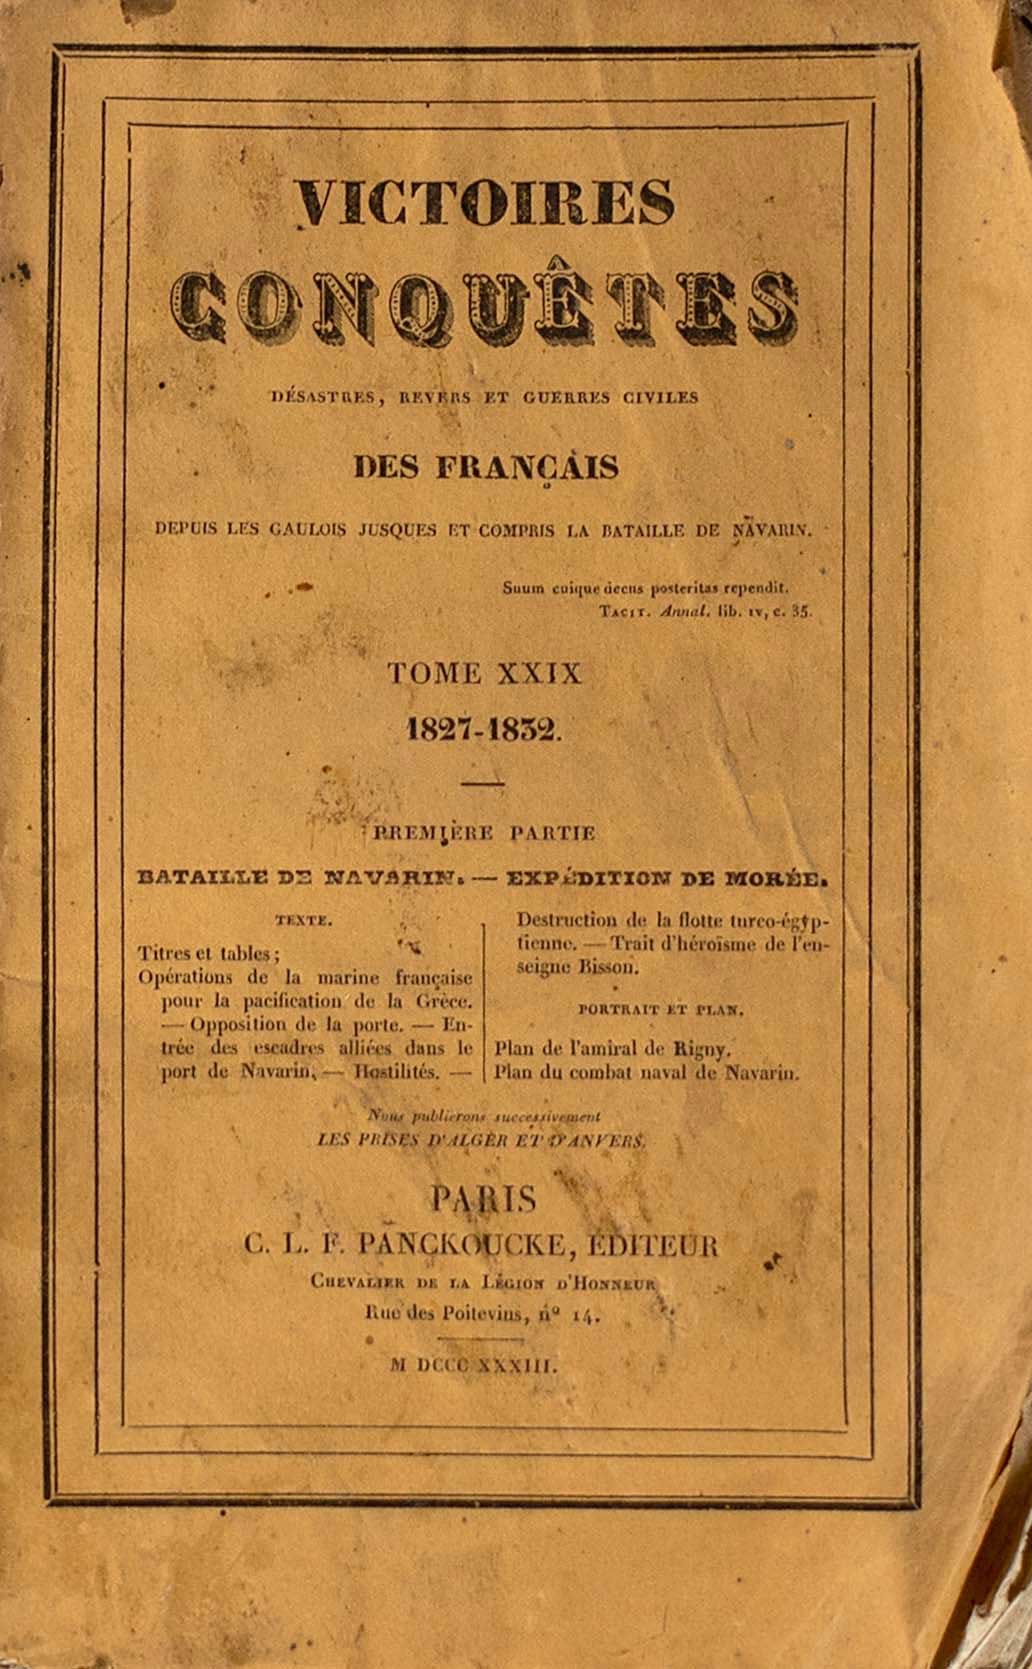 VICTOIRES
CONQUÊTES
DÉSASTRES, REVERS ET GUERRES CIVILES
DES FRANÇAIS
DEPUIS LES GAULOIS JUSQUES ET COMPRIS LA BATAILLE DE NAVARIN.
Suum cuique decus posteritas rependit.
TACIT. Annal. lib. IV, c. 35.
TOME XXIX
1827-1832.
PREMIÈRE PARTIE
BATAILLE DE NAVARIN. — EXPÉDITION DE MORÉE.
TEXTE.
Titres et tables;
Opérations de la marine française
pour la pacification de la Grèce.
— Opposition de la porte. — En-
trée des escadres alliées dans le
port de Navarin, — Hostilités. —
Destruction de la flotte turco-égyp-
tienne. — Trait d'héroïsme de l'en-
seigne Bisson.
PORTRAIT ET PLAN.
Plan de l'amiral de Rigny.
Plan du combat naval de Navarin.
Nous publierons successivement
LES PRISES D'ALGER ET D'ANVERS.
PARIS
C. L. F. PANCKOUCKE, ÉDITEUR
CHEVALIER DE LA LÉGION D'HONNEUR
Rue des Poitevins, nº 14.
M DCCC XXXIII.